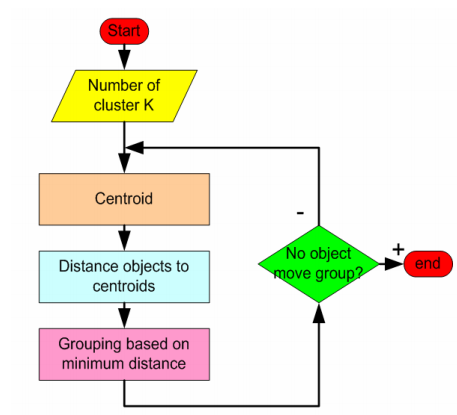 Start
Number of
cluster K
Centroid
Distance objects to
centroids
Grouping based on
minimum distance
-
No object
move group?
+
end